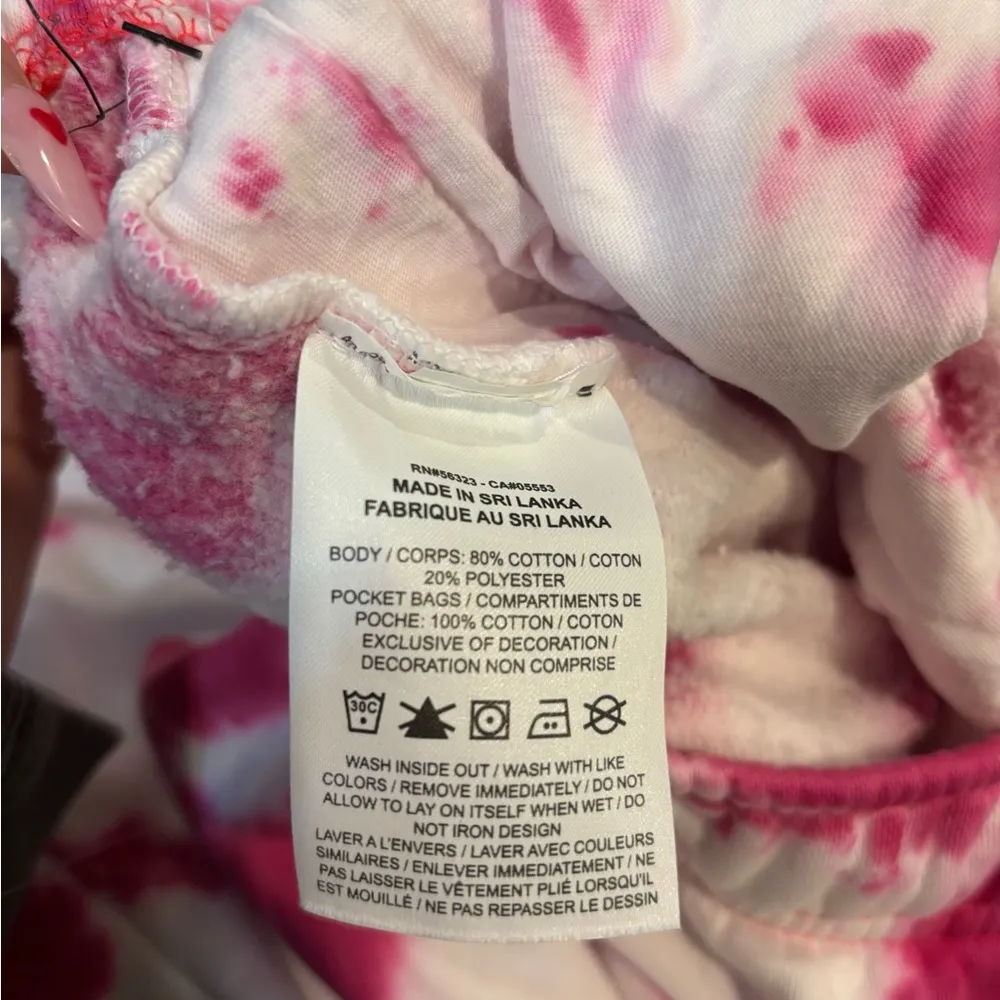 RN#56323 - CA#05553
MADE IN SRI LANKA
FABRIQUE AU SRI LANKA
BODY / CORPS: 80% COTTON / COTON
20% POLYESTER
POCKET BAGS / COMPARTIMENTS DE
POCHE: 100% COTTON / COTON
EXCLUSIVE OF DECORATION /
DECORATION NON COMPRISE
30C
WASH INSIDE OUT / WASH WITH LIKE
COLORS / REMOVE IMMEDIATELY / DO NOT
ALLOW TO LAY ON ITSELF WHEN WET / DO
NOT IRON DESIGN
LAVER A L'ENVERS / LAVER AVEC COULEURS
SIMILAIRES / ENLEVER IMMEDIATEMENT / NE
PAS LAISSER LE VÊTEMENT PLIÉ LORSQU'IL
EST MOUILLÉ / NE PAS REPASSER LE DESSIN